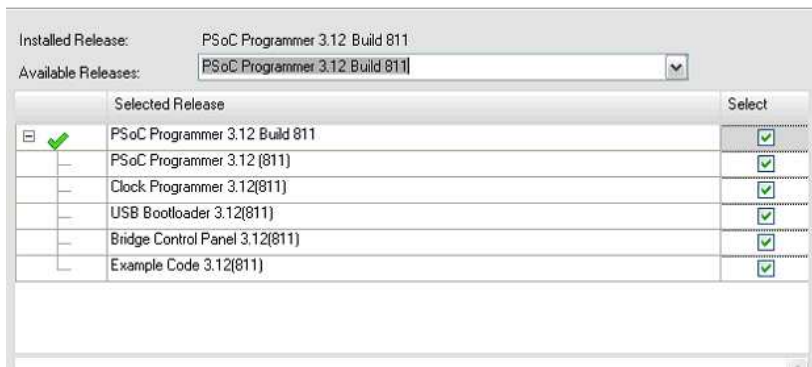 Installed Release: PSoC Programmer 3.12 Build 811
Available Releases: PSoC Programmer 3.12 Build 811
Selected Release Select
PSoC Programmer 3.12 Build 811
PSoC Programmer 3.12 (811)
Clock Programmer 3.12(811)
USB Bootloader 3.12(811)
Bridge Control Panel 3.12(811)
Example Code 3.12(811)